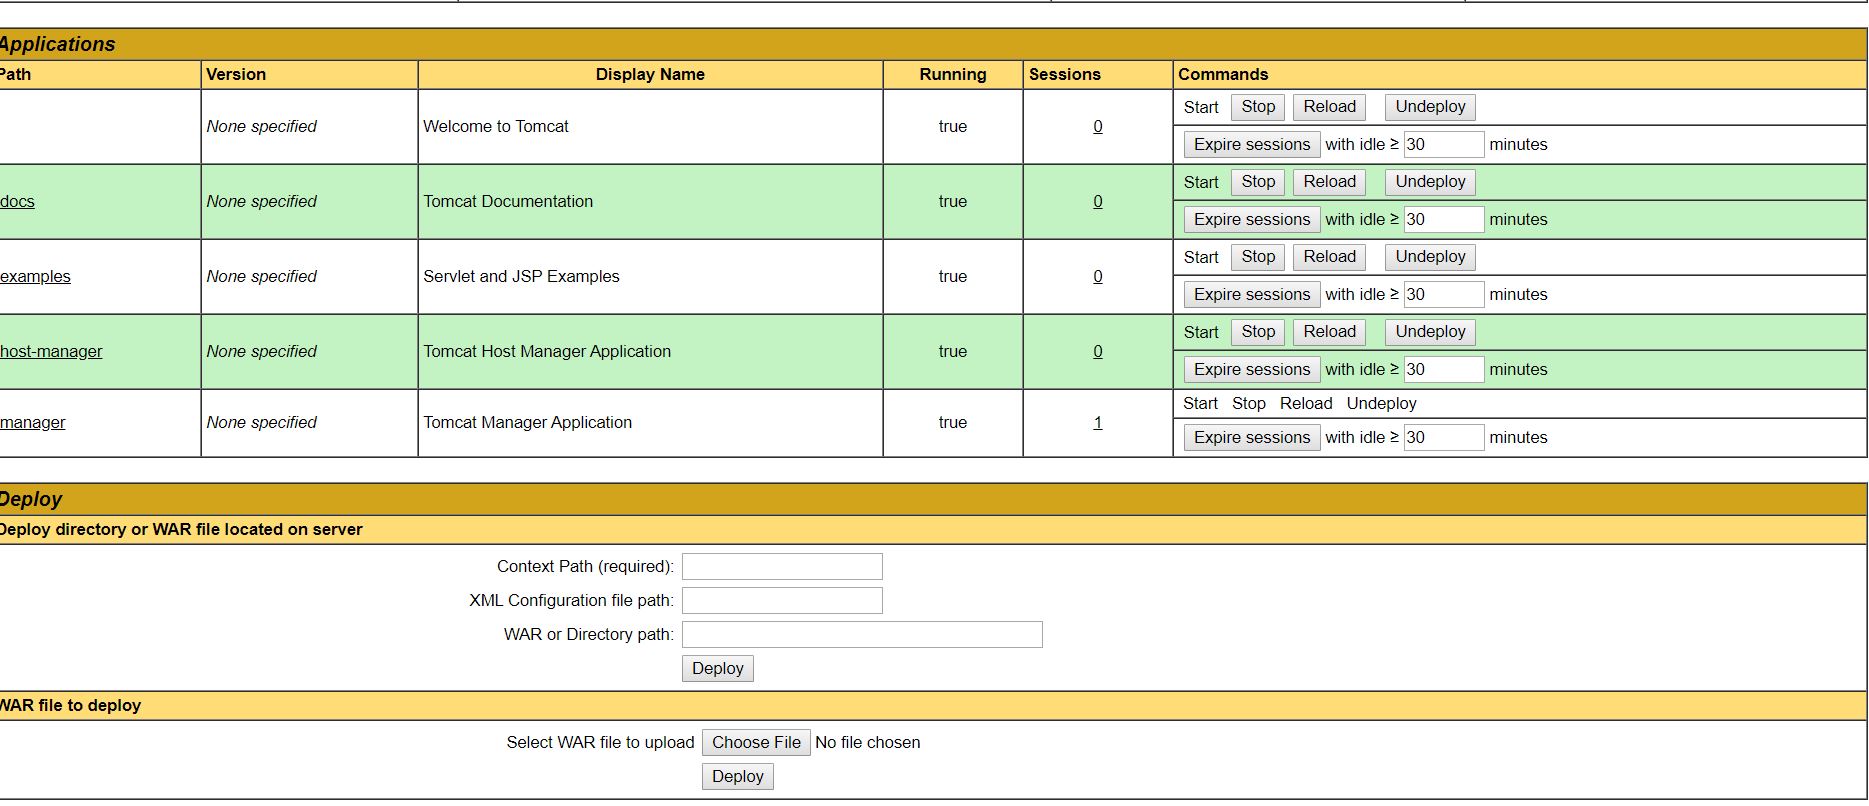 Applications
Path Version Display Name Running Sessions Commands
None specified Welcome to Tomcat true 0 Start Stop Reload Undeploy
Expire sessions with idle ≥ 30 minutes
docs None specified Tomcat Documentation true 0 Start Stop Reload Undeploy
Expire sessions with idle ≥ 30 minutes
examples None specified Servlet and JSP Examples true 0 Start Stop Reload Undeploy
Expire sessions with idle ≥ 30 minutes
host-manager None specified Tomcat Host Manager Application true 0 Start Stop Reload Undeploy
Expire sessions with idle ≥ 30 minutes
manager None specified Tomcat Manager Application true 1 Start Stop Reload Undeploy
Expire sessions with idle ≥ 30 minutes
Deploy
Deploy directory or WAR file located on server
Context Path (required):
XML Configuration file path:
WAR or Directory path:
Deploy
WAR file to deploy
Select WAR file to upload Choose File No file chosen
Deploy